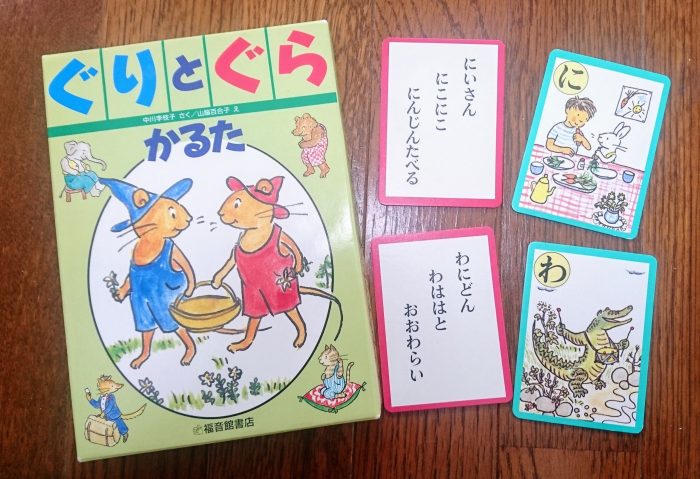 ぐりとぐら
中川李枝子 さく／山脇百合子 え
かるた
福音館書店
にいさん
にこにこ
にんじんたべる
に
わにどん
わははと
おおわらい
わ